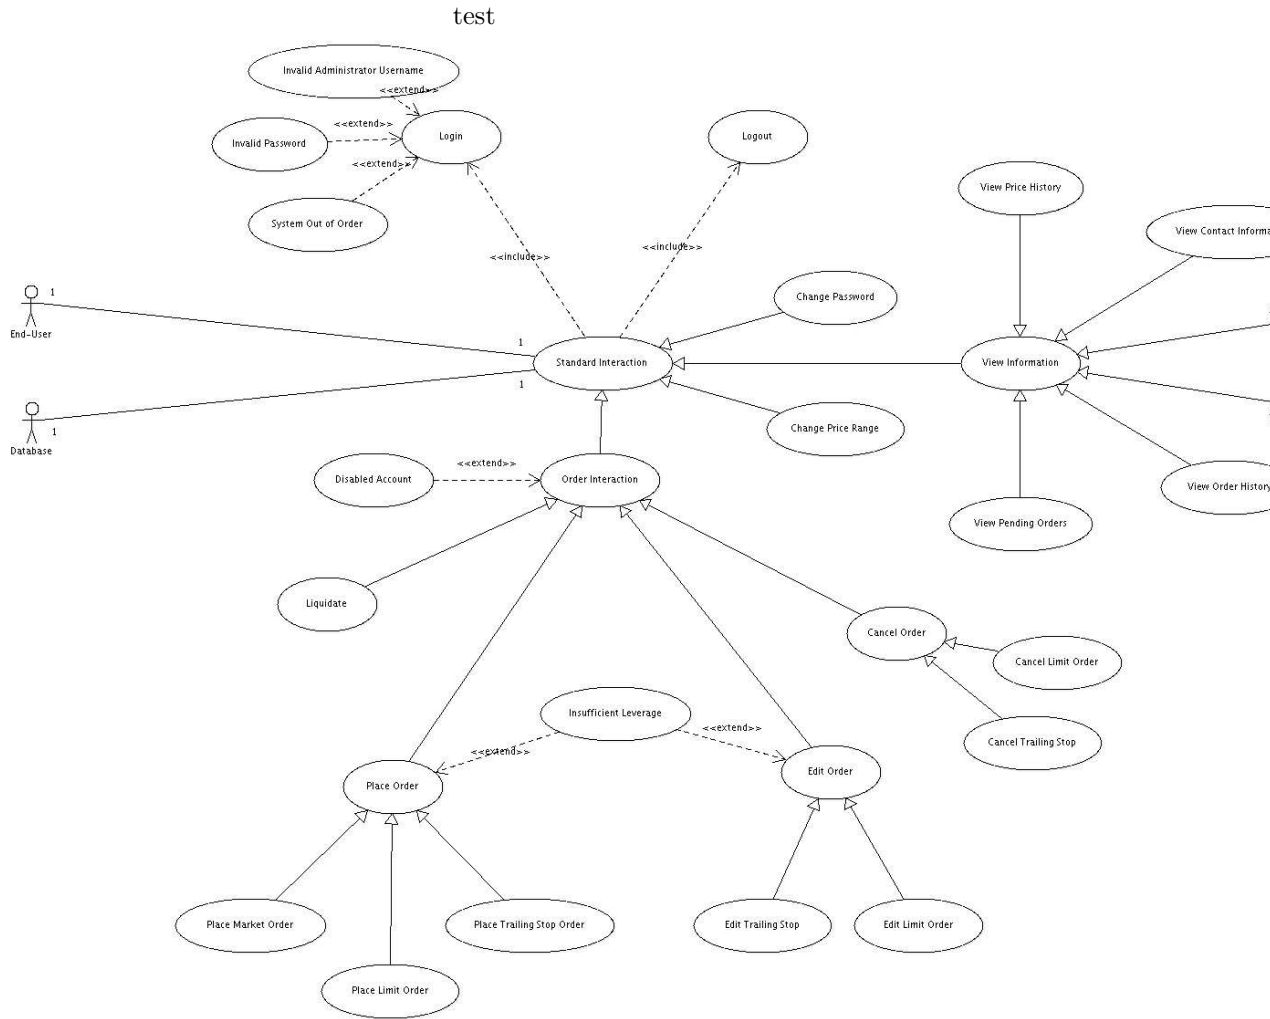 test
Invalid Administrator Username
<<extend>>
<<extend>>
Login
Logout
Invalid Password
<<extend>>
View Price History
System Out of Order
View Contact Informa
<<include>>
<<include>>
1
Change Password
End-User
1
Standard Interaction
View Information
1
Database
1
Change Price Range
<<extend>>
Disabled Account
Order Interaction
View Order History
View Pending Orders
Liquidate
Cancel Order
Cancel Limit Order
Insufficient Leverage
<<extend>>
Cancel Trailing Stop
<<extend>>
Edit Order
Place Order
Place Market Order
Place Trailing Stop Order
Edit Trailing Stop
Edit Limit Order
Place Limit Order